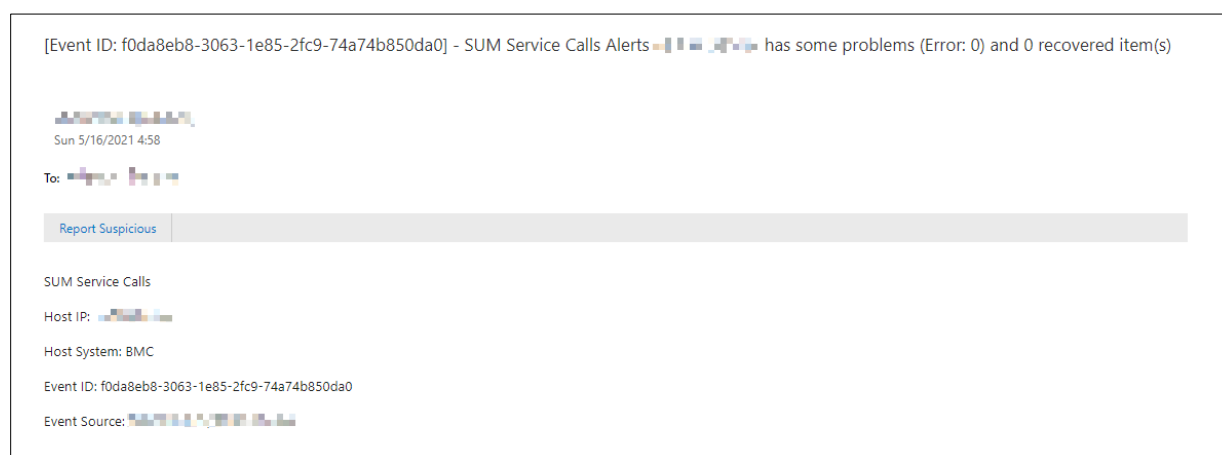 [Event ID: f0da8eb8-3063-1e85-2fc9-74a74b850da0] - SUM Service Calls Alerts has some problems (Error: 0) and 0 recovered item(s)
Sun 5/16/2021 4:58
To:
Report Suspicious
SUM Service Calls
Host IP:
Host System: BMC
Event ID: f0da8eb8-3063-1e85-2fc9-74a74b850da0
Event Source: